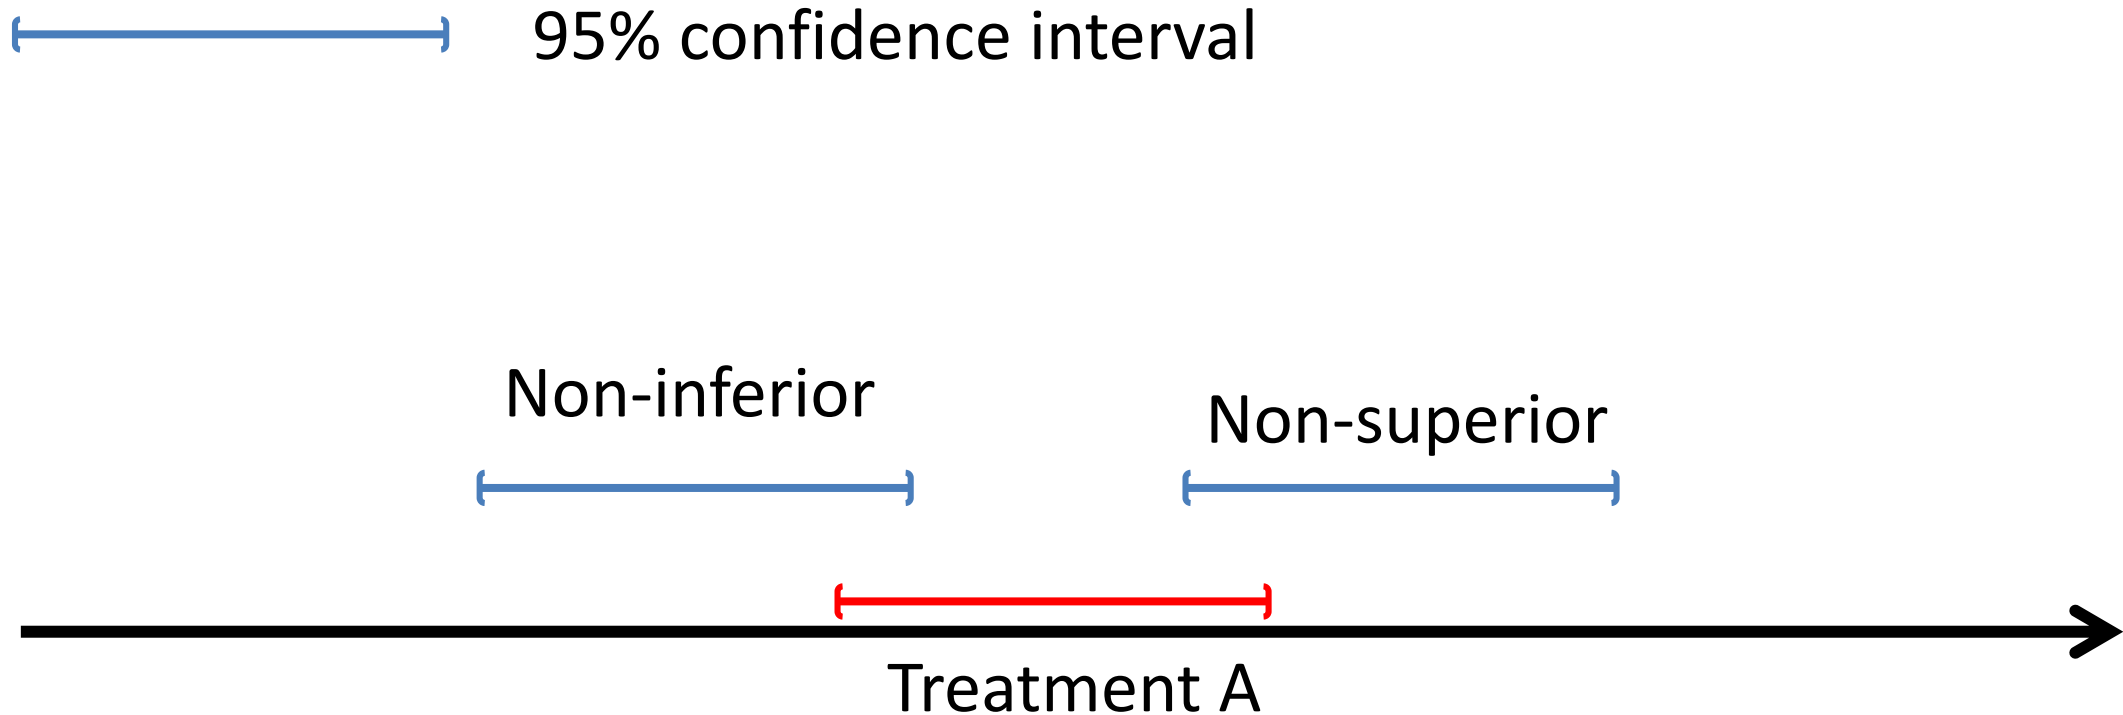 95% confidence interval
Non-inferior
Non-superior
Treatment A